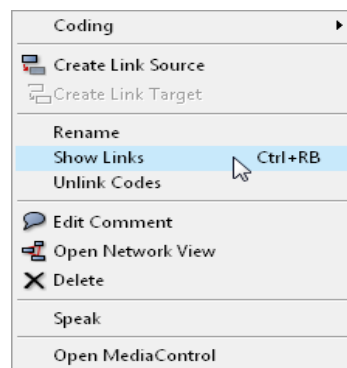 Coding
Create Link Source
Create Link Target
Rename
Show Links Ctrl+RB
Unlink Codes
Edit Comment
Open Network View
Delete
Speak
Open MediaControl